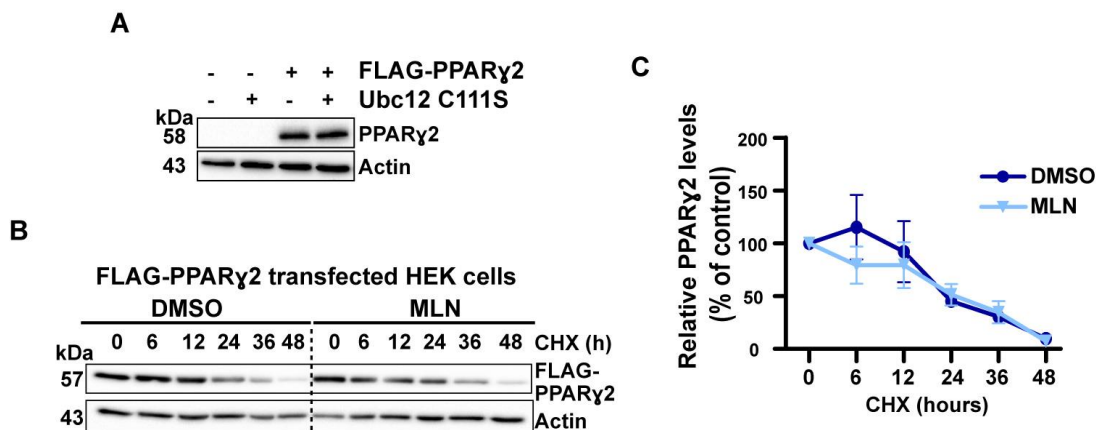 A
- - + + FLAG-PPARɣ2
- + - + Ubc12 C111S
kDa
58 PPARɣ2
43 Actin
B
FLAG-PPARɣ2 transfected HEK cells
DMSO MLN
0 6 12 24 36 48 0 6 12 24 36 48 CHX (h)
kDa
57 FLAG-
PPARɣ2
43 Actin
C
Relative PPARɣ2 levels
(% of control)
200
150
100
50
0
0 6 12 24 36 48
CHX (hours)
DMSO
MLN